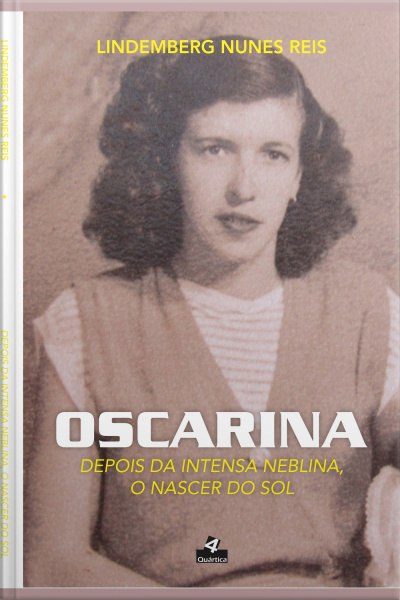 LINDEMBERG NUNES REIS
OSCARINA
DEPOIS DA INTENSA NEBLINA,
O NASCER DO SOL
4
Quártica
LINDEMBERG NUNES REIS
DEPOIS DA INTENSA NEBLINA, O NASCER DO SOL